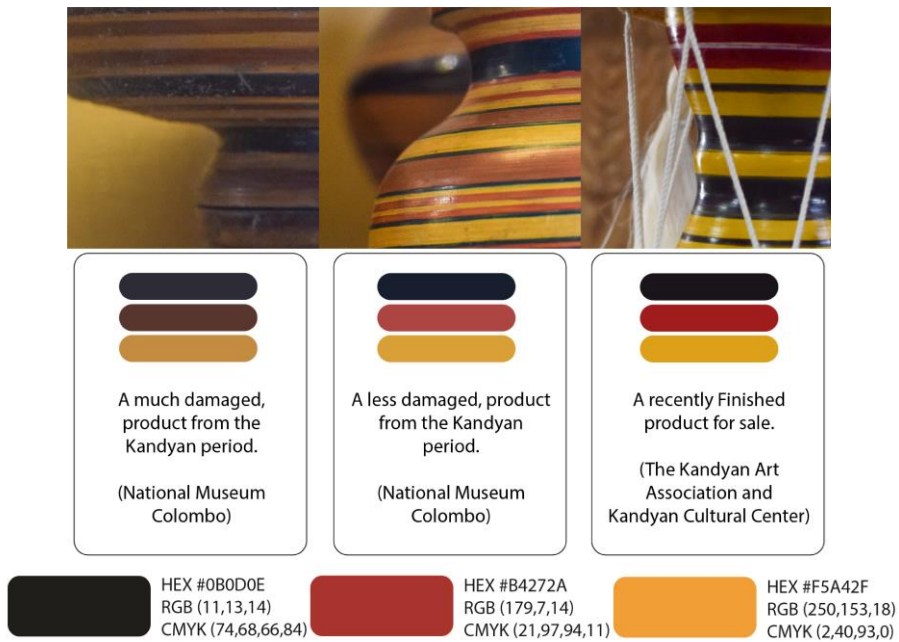 A much damaged,
product from the
Kandyan period.
(National Museum
Colombo)
A less damaged, product
from the Kandyan
period.
(National Museum
Colombo)
A recently Finished
product for sale.
(The Kandyan Art
Association and
Kandyan Cultural Center)
HEX #0B0D0E
RGB (11,13,14)
CMYK (74,68,66,84)
HEX #B4272A
RGB (179,7,14)
CMYK (21,97,94,11)
HEX #F5A42F
RGB (250,153,18)
CMYK (2,40,93,0)